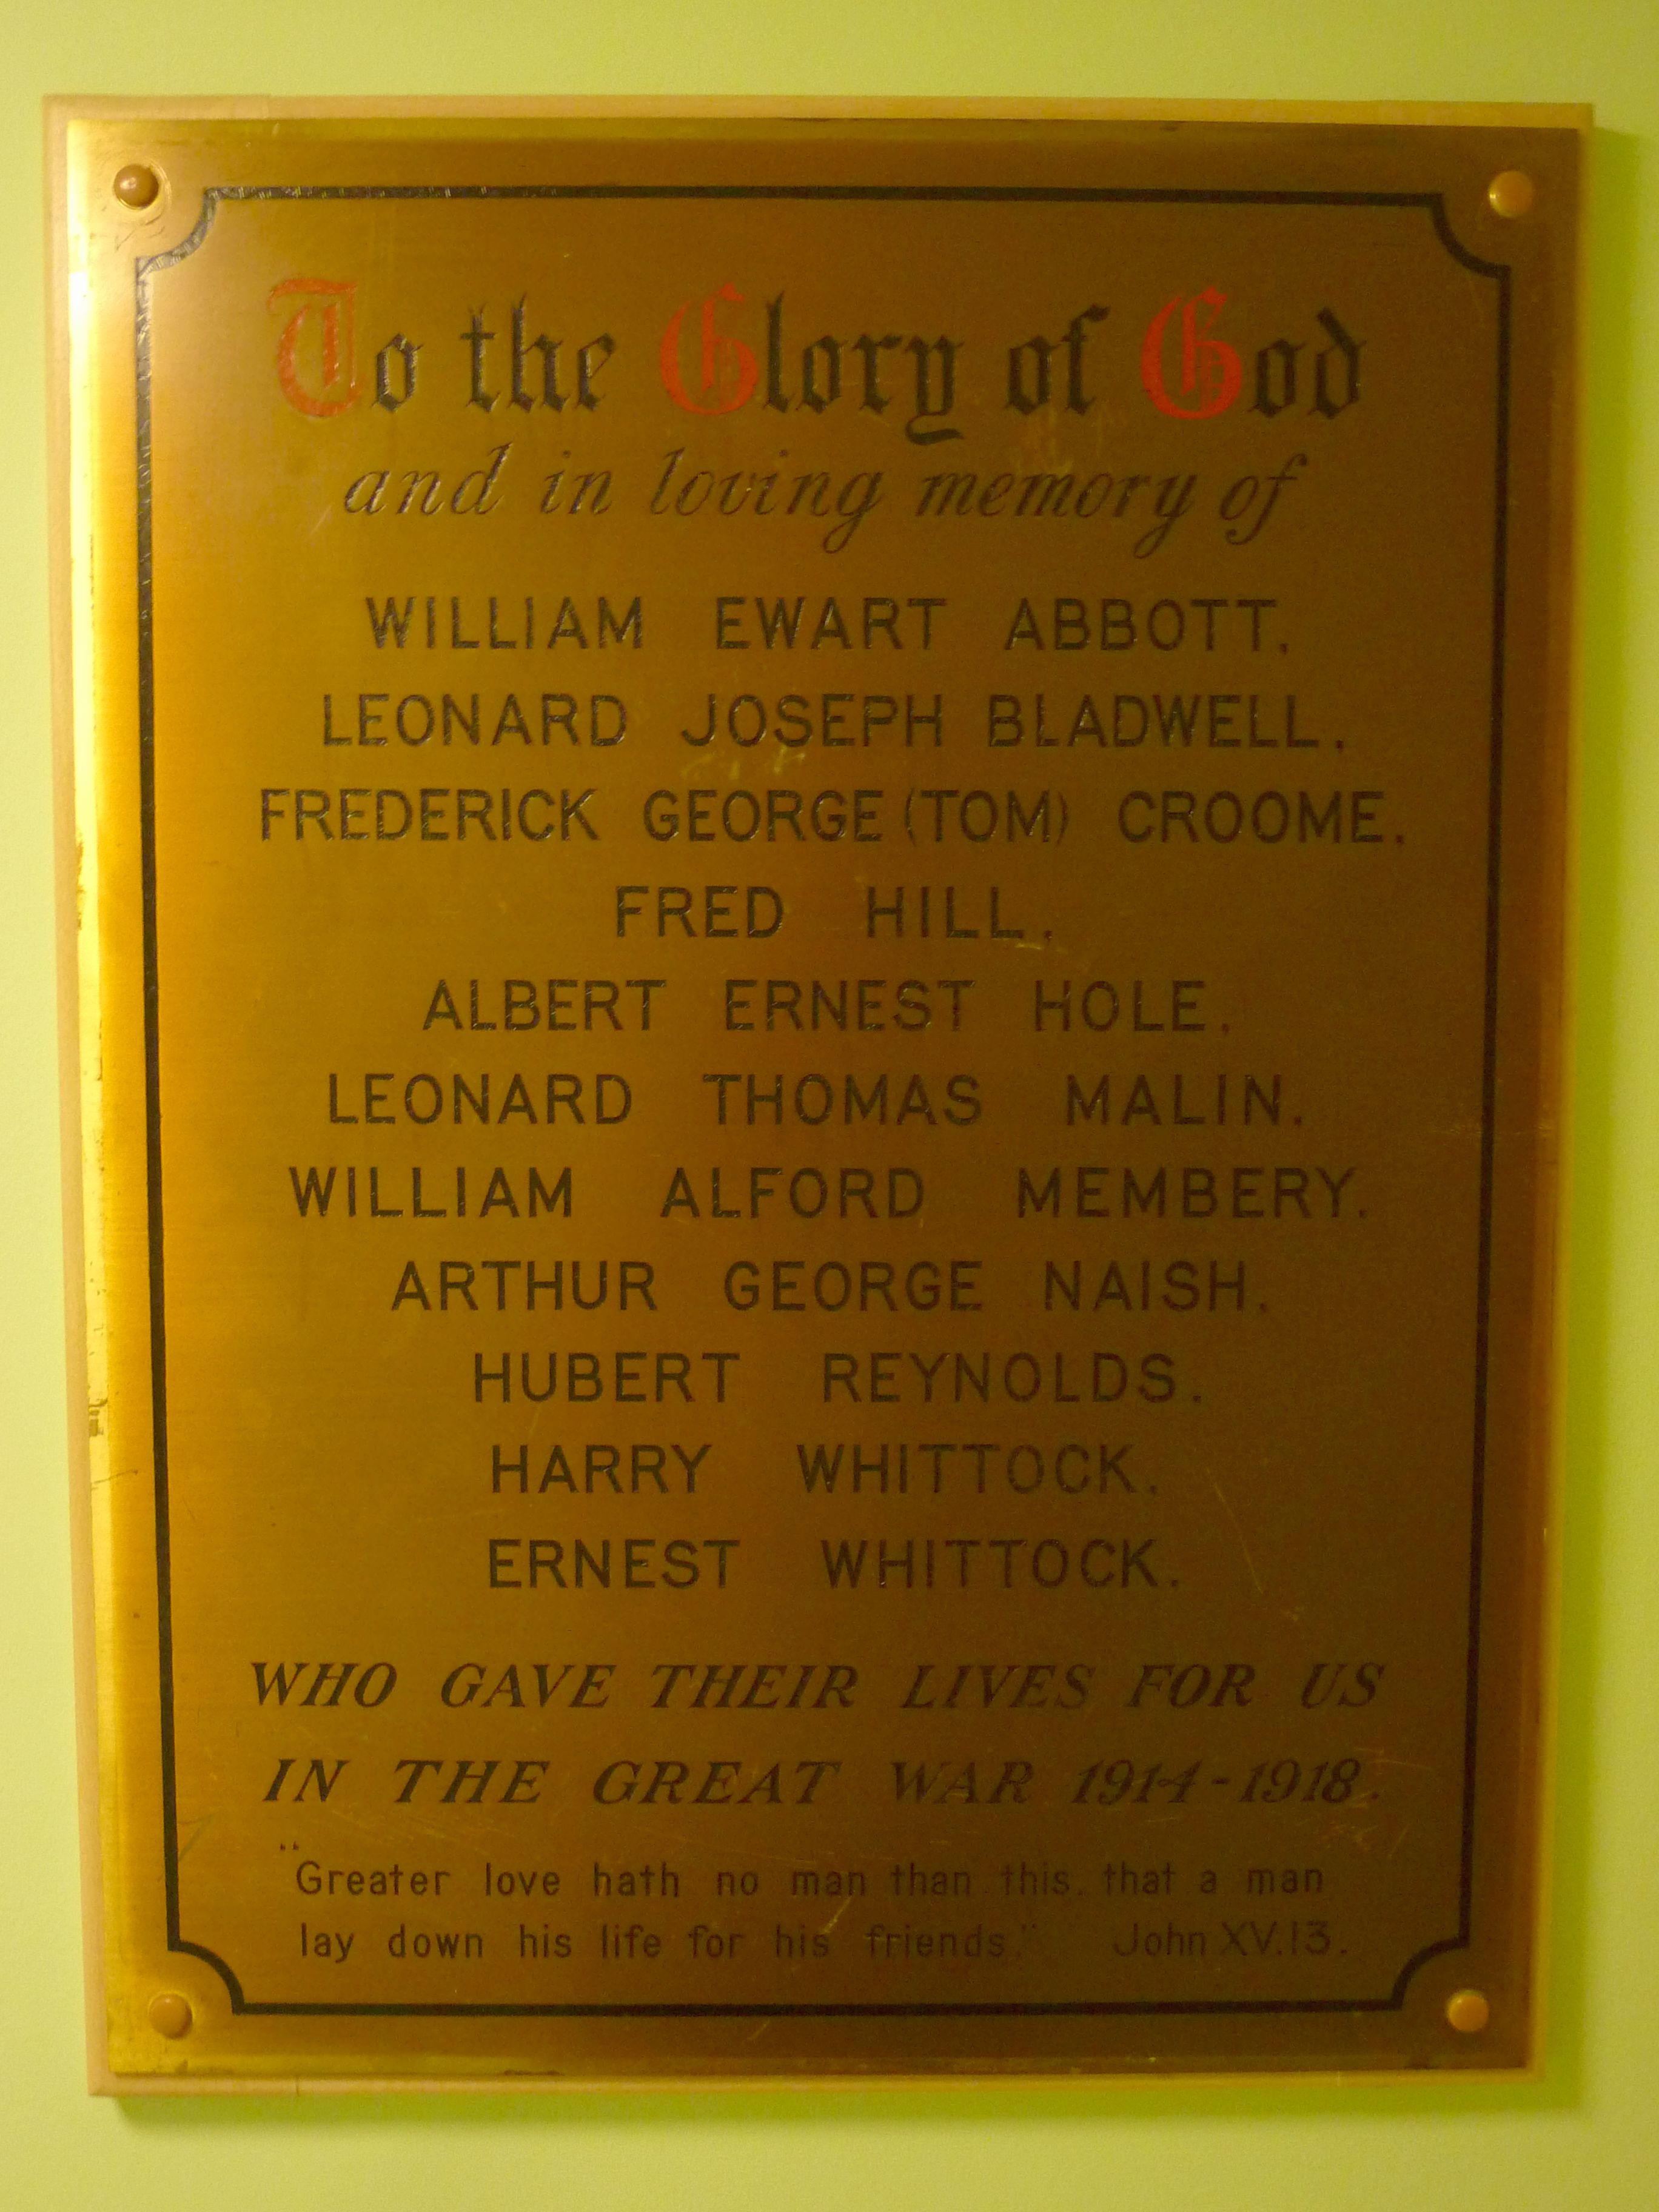 To the Glory of God
and in loving memory of
WILLIAM EWART ABBOTT.
LEONARD JOSEPH BLADWELL.
FREDERICK GEORGE (TOM) CROOME.
FRED HILL.
ALBERT ERNEST HOLE.
LEONARD THOMAS MALIN.
WILLIAM ALFORD MEMBERY.
ARTHUR GEORGE NAISH.
HUBERT REYNOLDS.
HARRY WHITTOCK.
ERNEST WHITTOCK.
WHO GAVE THEIR LIVES FOR US
IN THE GREAT WAR 1914-1918.
"Greater love hath no man than this, that a man
lay down his life for his friends." John XV.13.